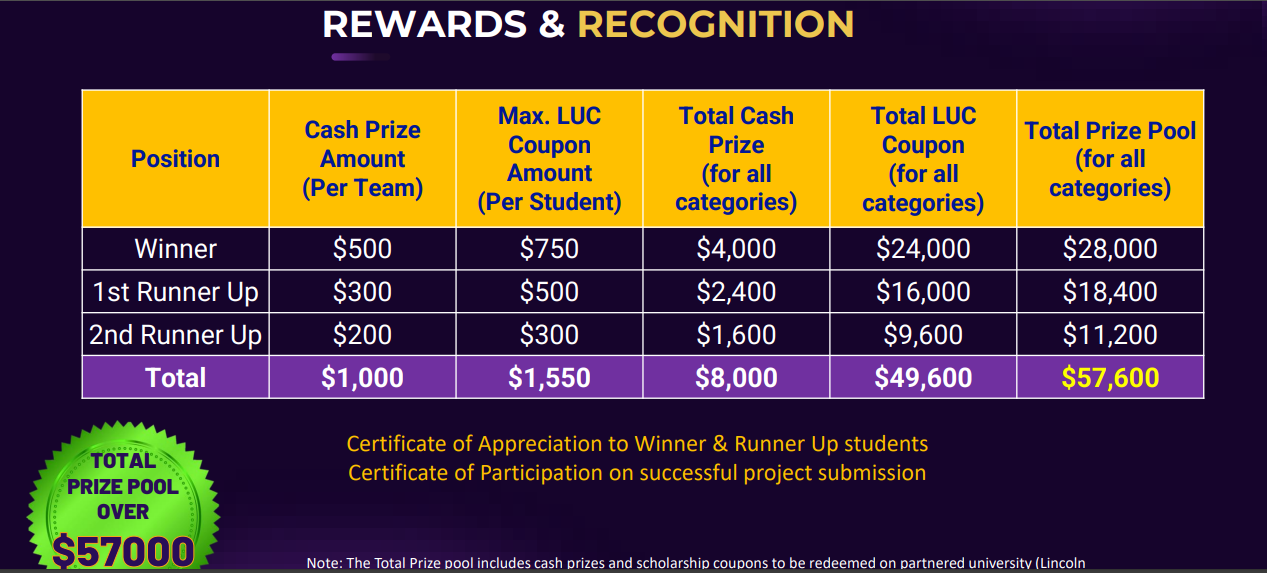 REWARDS & RECOGNITION
Position
Cash Prize
Amount
(Per Team)
Max. LUC
Coupon
Amount
(Per Student)
Total Cash
Prize
(for all
categories)
Total LUC
Coupon
(for all
categories)
Total Prize Pool
(for all
categories)
Winner $500 $750 $4,000 $24,000 $28,000
1st Runner Up $300 $500 $2,400 $16,000 $18,400
2nd Runner Up $200 $300 $1,600 $9,600 $11,200
Total $1,000 $1,550 $8,000 $49,600 $57,600
Certificate of Appreciation to Winner & Runner Up students
Certificate of Participation on successful project submission
TOTAL
PRIZE POOL
OVER
$57000
Note: The Total Prize pool includes cash prizes and scholarship coupons to be redeemed on partnered university (Lincoln